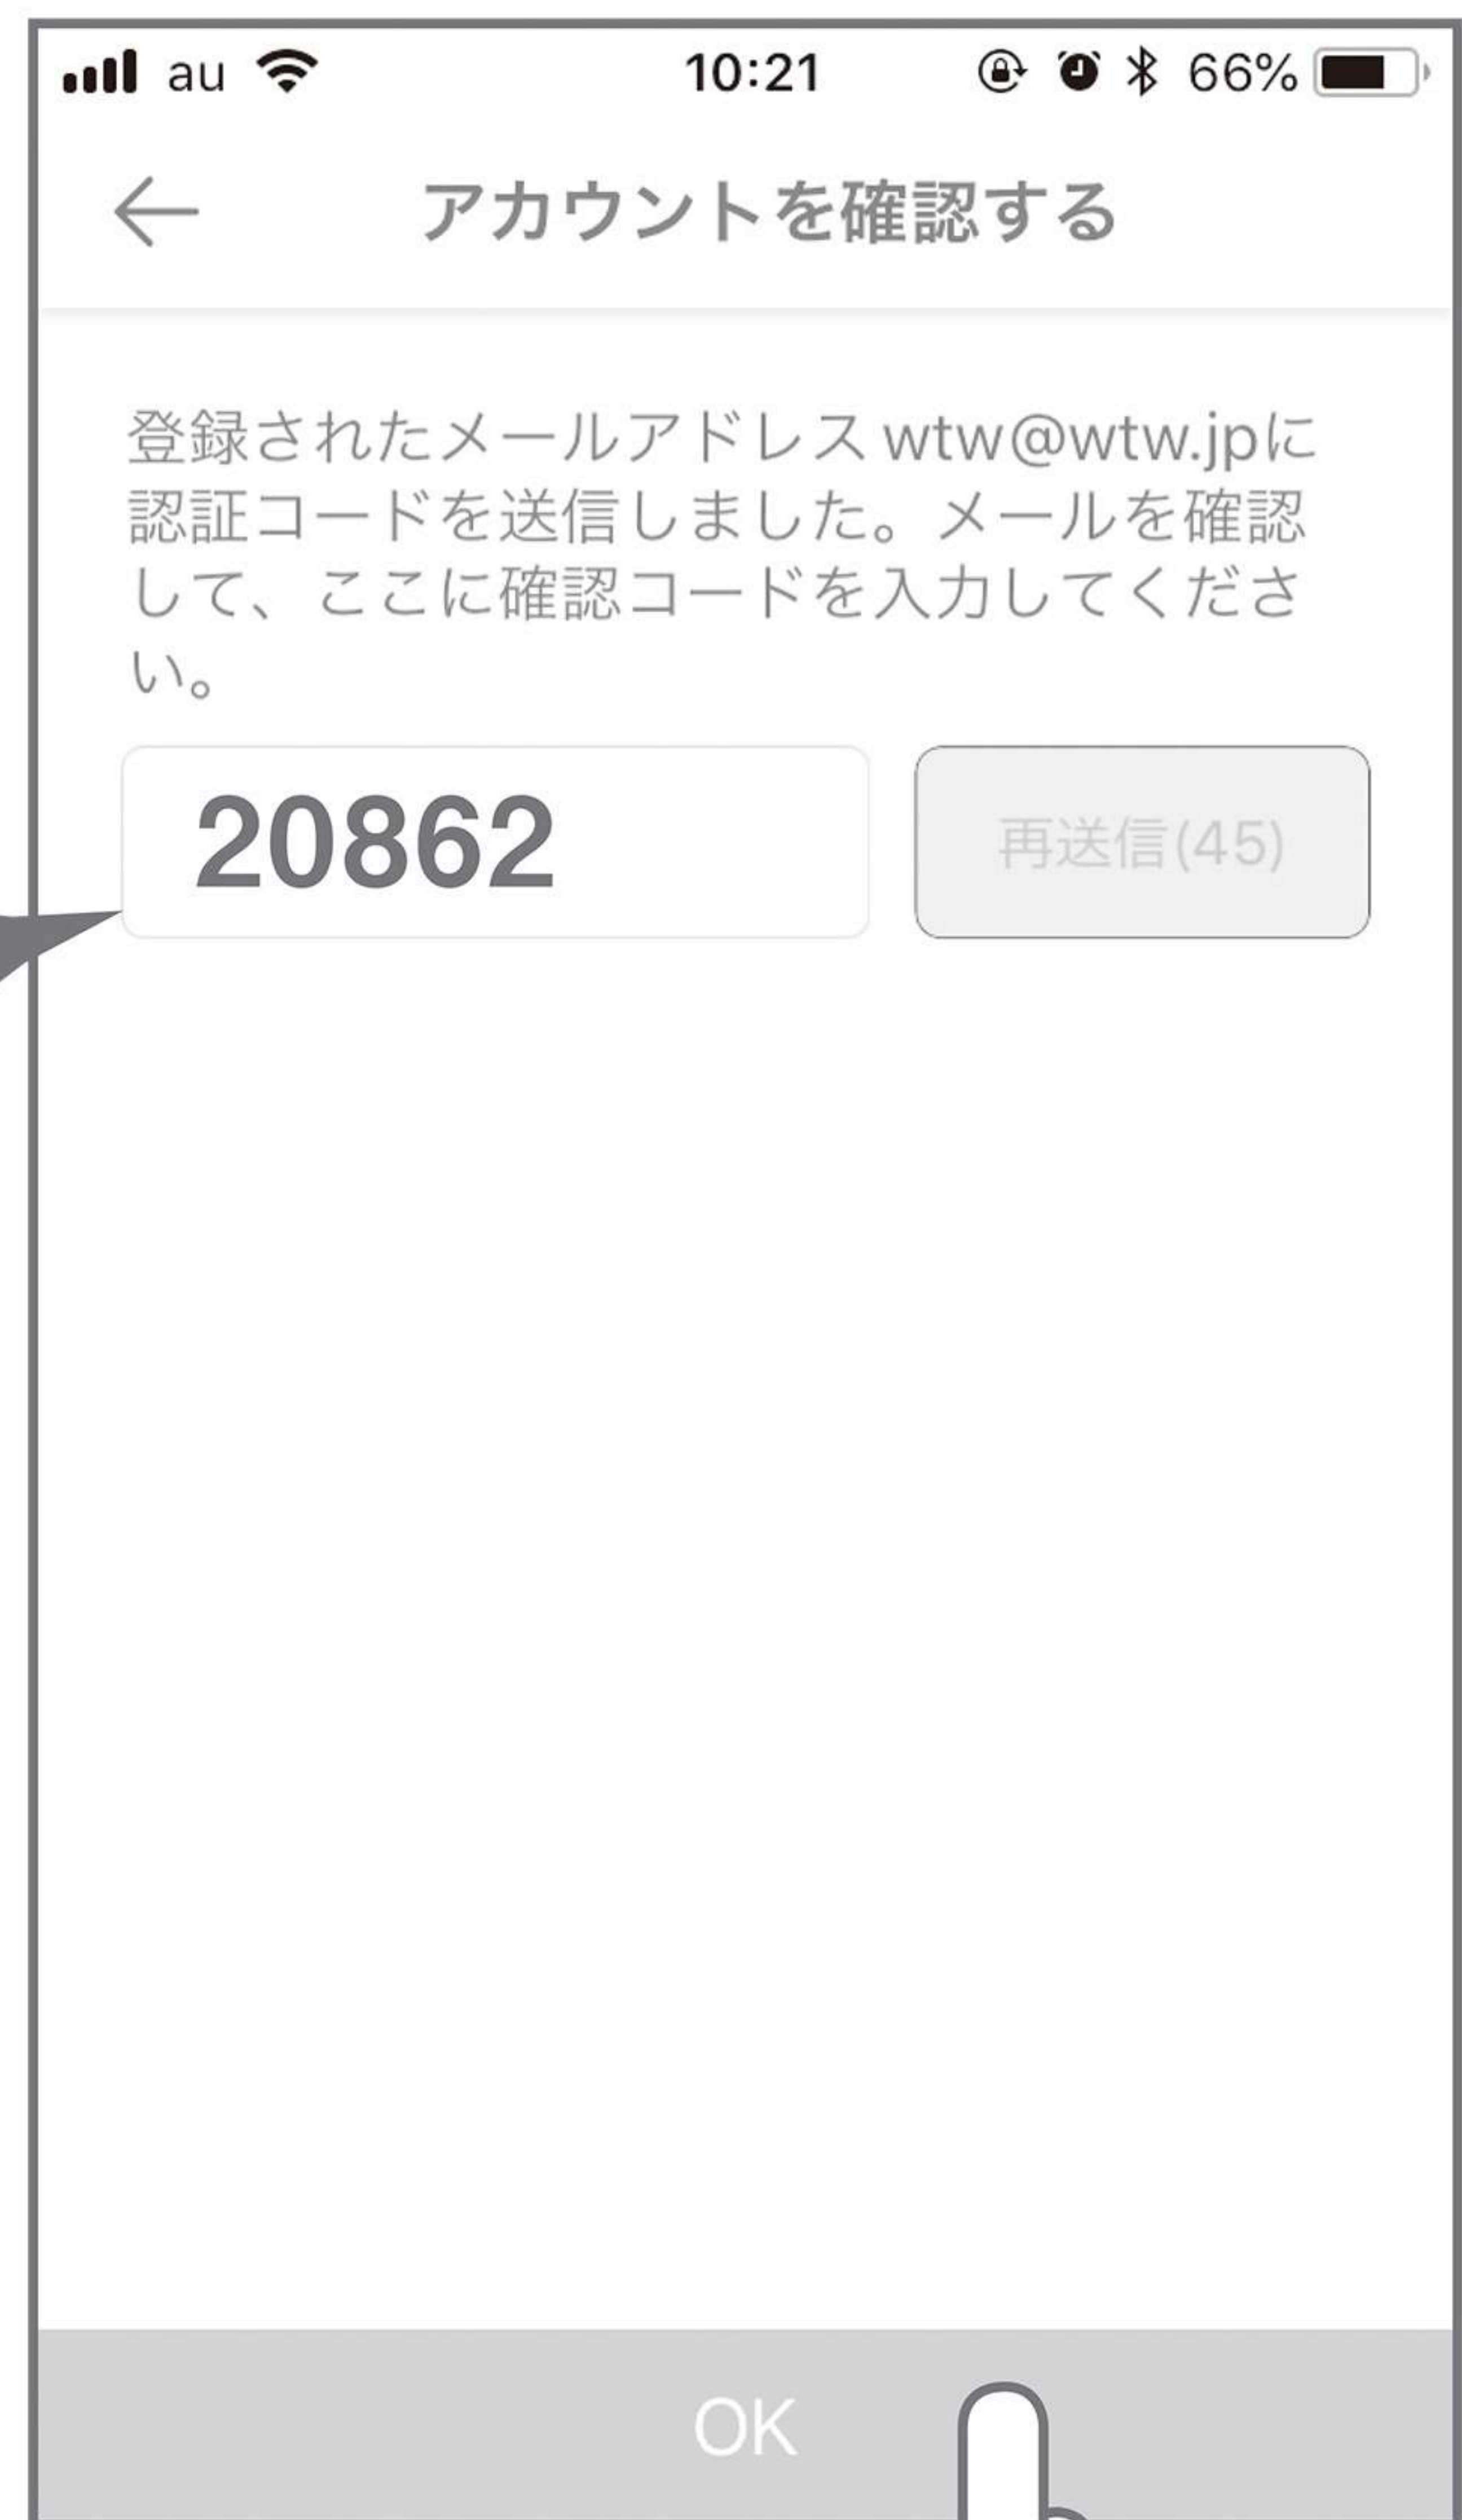 au 10:21 66%
アカウントを確認する
登録されたメールアドレス wtw@wtw.jpに
認証コードを送信しました。メールを確認
して、ここに確認コードを入力してくださ
い。
20862 再送信(45)
OK